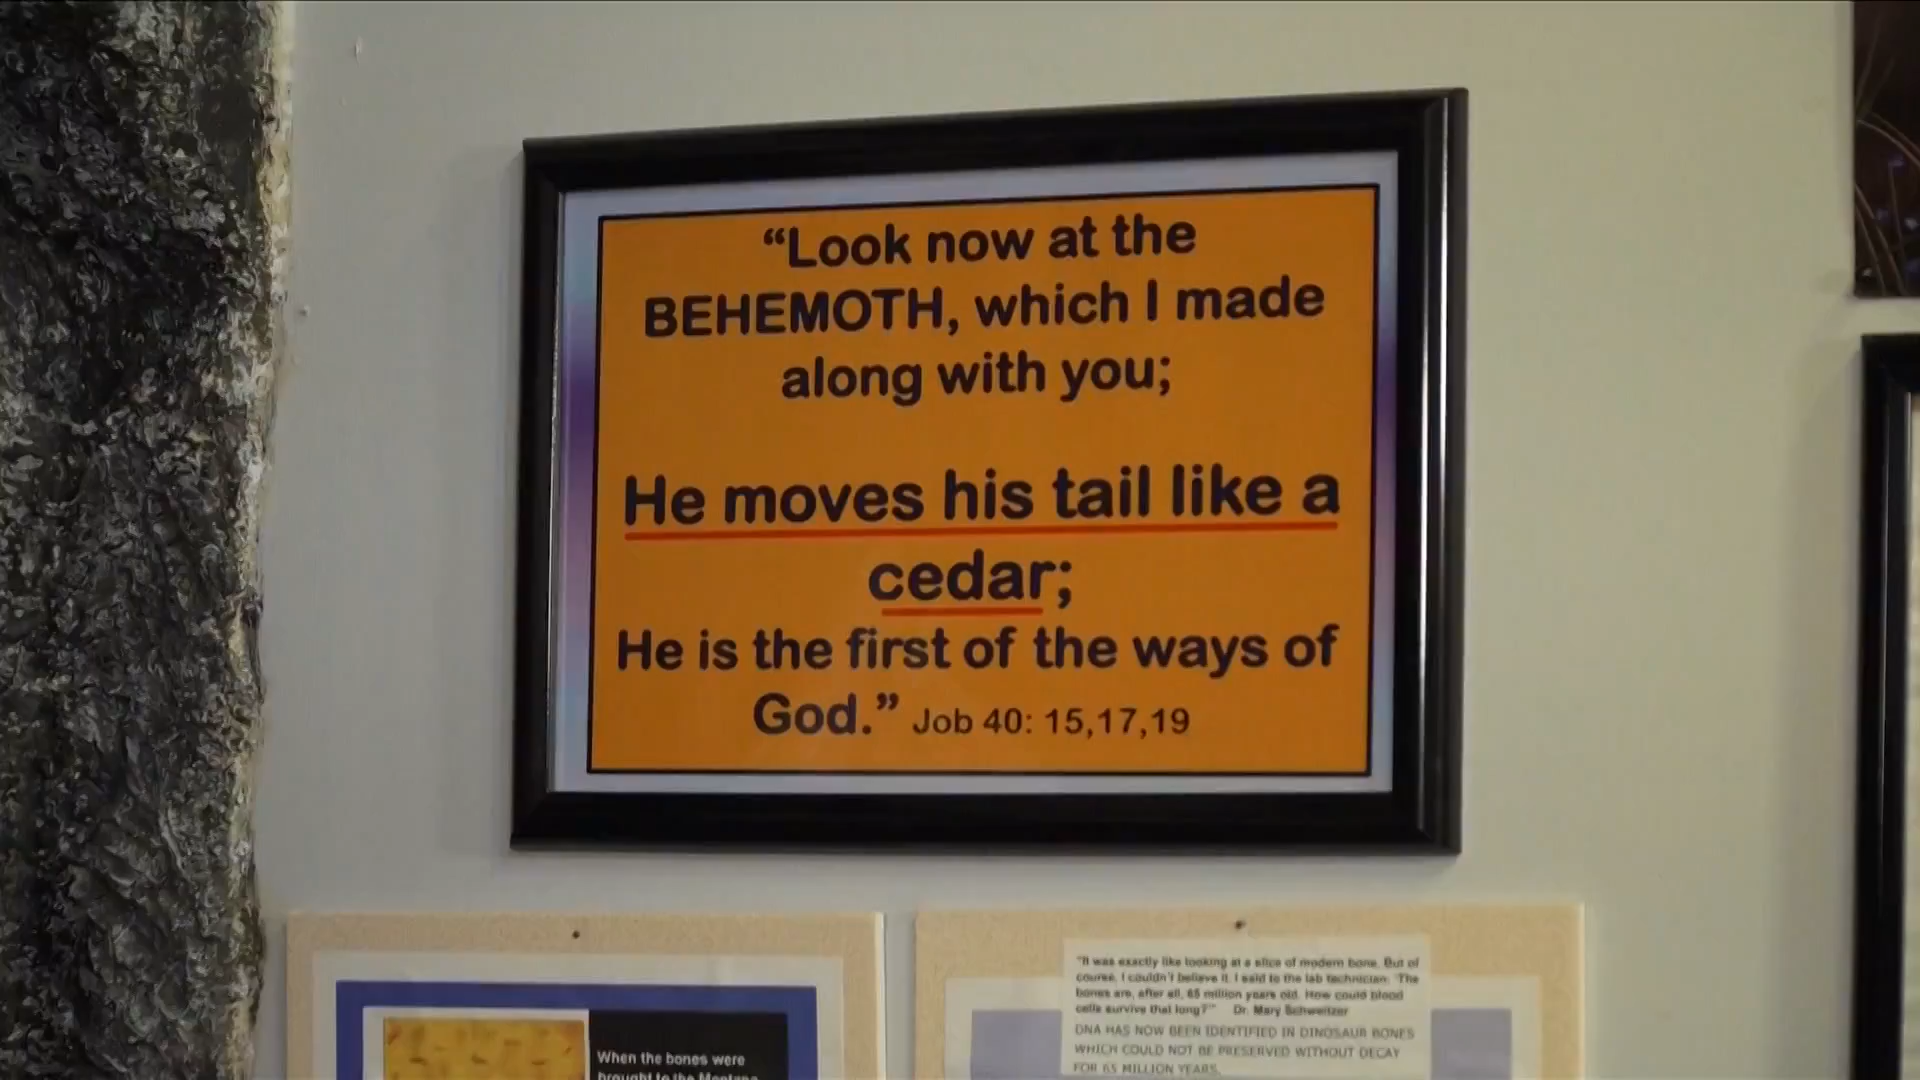 “Look now at the
BEHEMOTH, which I made
along with you;
He moves his tail like a
cedar;
He is the first of the ways of
God.” Job 40: 15,17,19
When the bones were
brought to the Montana
"It was exactly like looking at a slice of modern bone. But of
course, I couldn't believe it. I said to the lab technician: 'The
bones are, after all, 65 million years old. How could blood
cells survive that long?'" Dr. Mary Schweitzer
DNA HAS NOW BEEN IDENTIFIED IN DINOSAUR BONES
WHICH COULD NOT BE PRESERVED WITHOUT DECAY
FOR 65 MILLION YEARS.